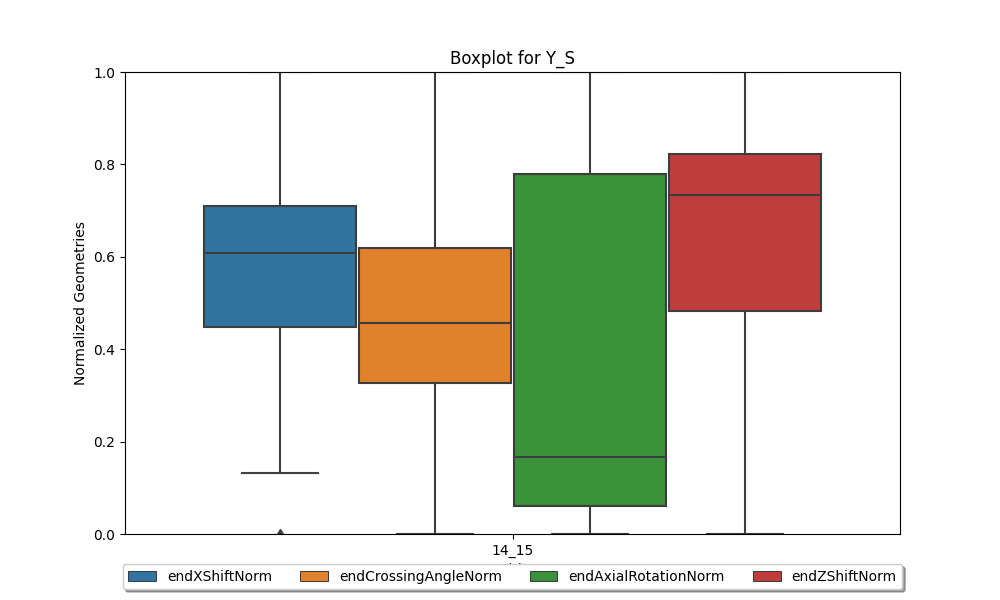 Boxplot for Y_S
Normalized Geometries
1.0
0.8
0.6
0.4
0.2
0.0
14_15
endXShiftNorm endCrossingAngleNorm endAxialRotationNorm endZShiftNorm